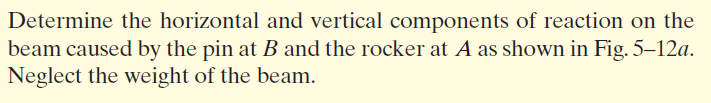 Determine the horizontal and vertical components of reaction on the
beam caused by the pin at B and the rocker at A as shown in Fig. 5–12a.
Neglect the weight of the beam.